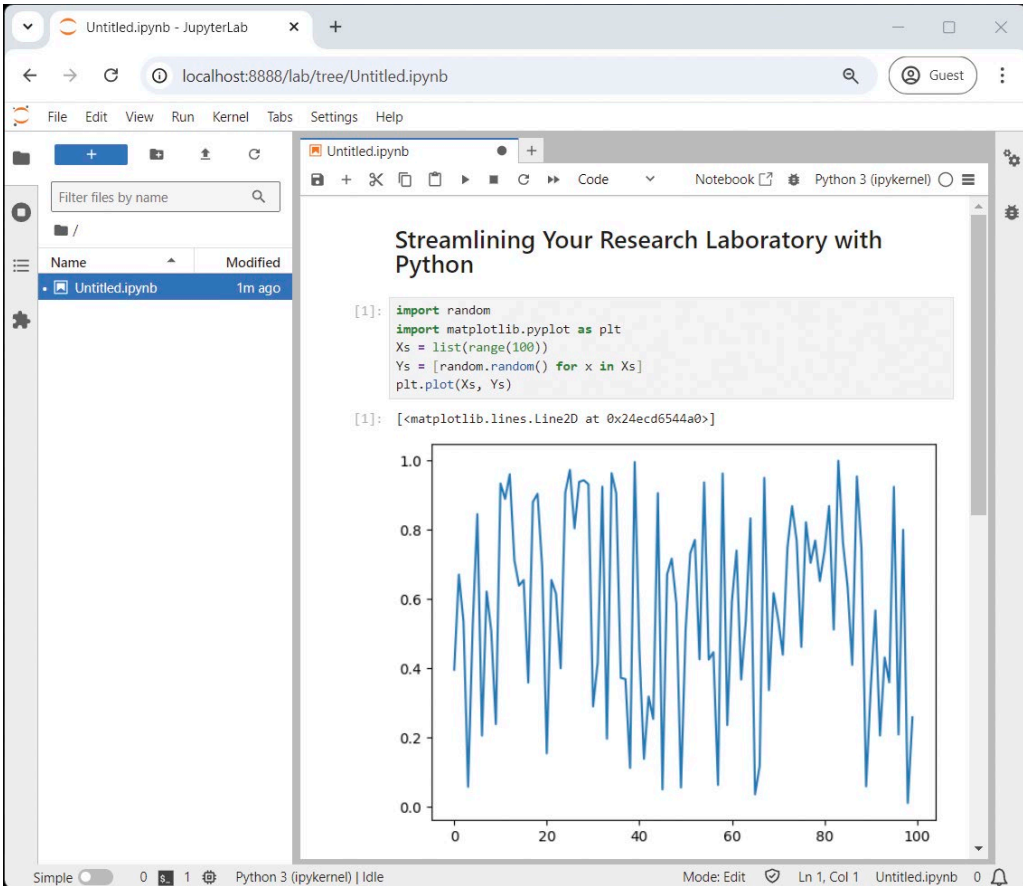 Untitled.ipynb - JupyterLab
localhost:8888/lab/tree/Untitled.ipynb
Guest
File Edit View Run Kernel Tabs Settings Help
Filter files by name
/
Name Modified
Untitled.ipynb 1m ago
Untitled.ipynb
Code Notebook Python 3 (ipykernel)
Streamlining Your Research Laboratory with
Python
[1]: import random
import matplotlib.pyplot as plt
Xs = list(range(100))
Ys = [random.random() for x in Xs]
plt.plot(Xs, Ys)
[1]: [<matplotlib.lines.Line2D at 0x24ecd6544a0>]
1.0
0.8
0.6
0.4
0.2
0.0
0 20 40 60 80 100
Simple 0 $_ 1 Python 3 (ipykernel) | Idle Mode: Edit Ln 1, Col 1 Untitled.ipynb 0